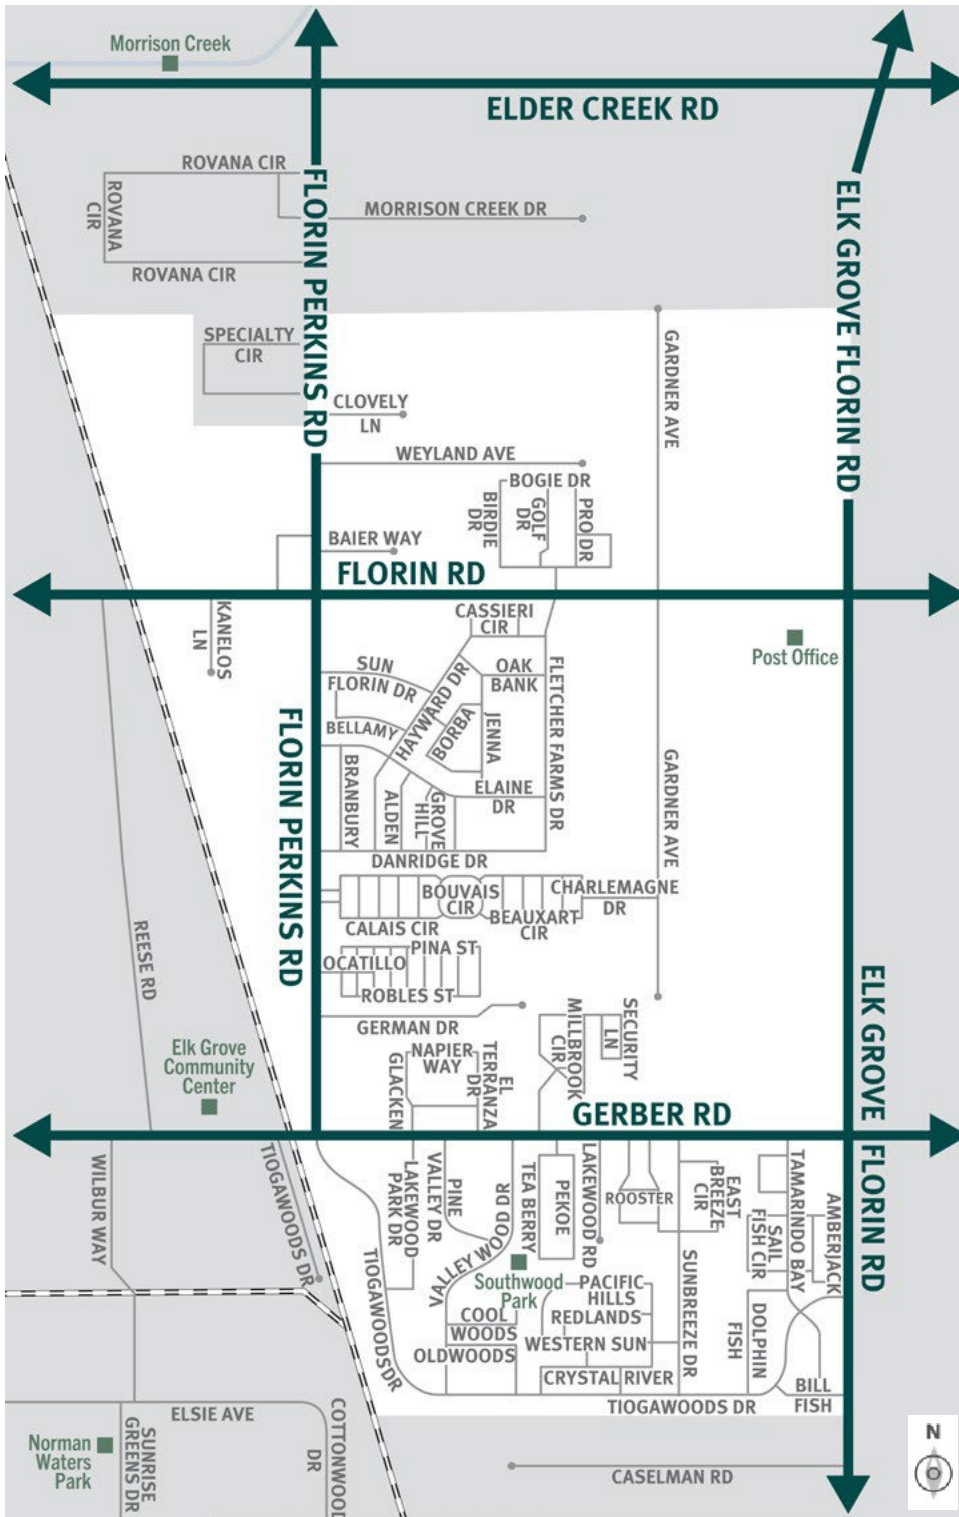 Morrison Creek
ELDER CREEK RD
ROVANA CIR
ROVANA
CIR
ROVANA CIR
MORRISON CREEK DR
FLORIN PERKINS RD
ELK GROVE FLORIN RD
SPECIALTY
CIR
CLOVELY
LN
GARDNER AVE
WEYLAND AVE
BOGIE DR
BIRDIE
DR
GOLF
DR
PRO DR
BAIER WAY
FLORIN RD
KANELOS
LN
CASSIERI
CIR
Post Office
SUN
FLORIN DR
HAYWARD DR
OAK
BANK
FLETCHER FARMS DR
BELLAMY
BORBA
JENNA
FLORIN PERKINS RD
BRANBURY
ALDEN
GROVE
HILL
ELAINE
DR
GARDNER AVE
DANRIDGE DR
BOUVAIS
CIR
CHARLEMAGNE
DR
BEAUXART
CIR
CALAIS CIR
REESE RD
PINA ST
OCATILLO
ROBLES ST
GERMAN DR
MILLBROOK
CIR
SECURITY
LN
ELK GROVE FLORIN RD
Elk Grove
Community
Center
NAPIER
WAY
GLACKEN
EL
TERRANZA
DR
GERBER RD
WILBUR WAY
TIOGAWOODS DR
LAKEWOOD
PARK DR
PINE
VALLEY DR
VALLEY WOOD DR
TEA BERRY
PEKOE
LAKEWOOD RD
ROOSTER
EAST
BREEZE
CIR
SAIL
FISH CIR
TAMARINDO BAY
AMBERJACK
TIOGAWOODS DR
Southwood
Park
PACIFIC
HILLS
REDLANDS
SUNBREEZE DR
COOL
WOODS
WESTERN SUN
OLDWOODS
CRYSTAL RIVER
DOLPHIN
FISH
BILL
FISH
TIOGAWOODS DR
ELSIE AVE
COTTONWOOD
DR
Norman
Waters
Park
SUNRISE
GREENS DR
CASELMAN RD
N